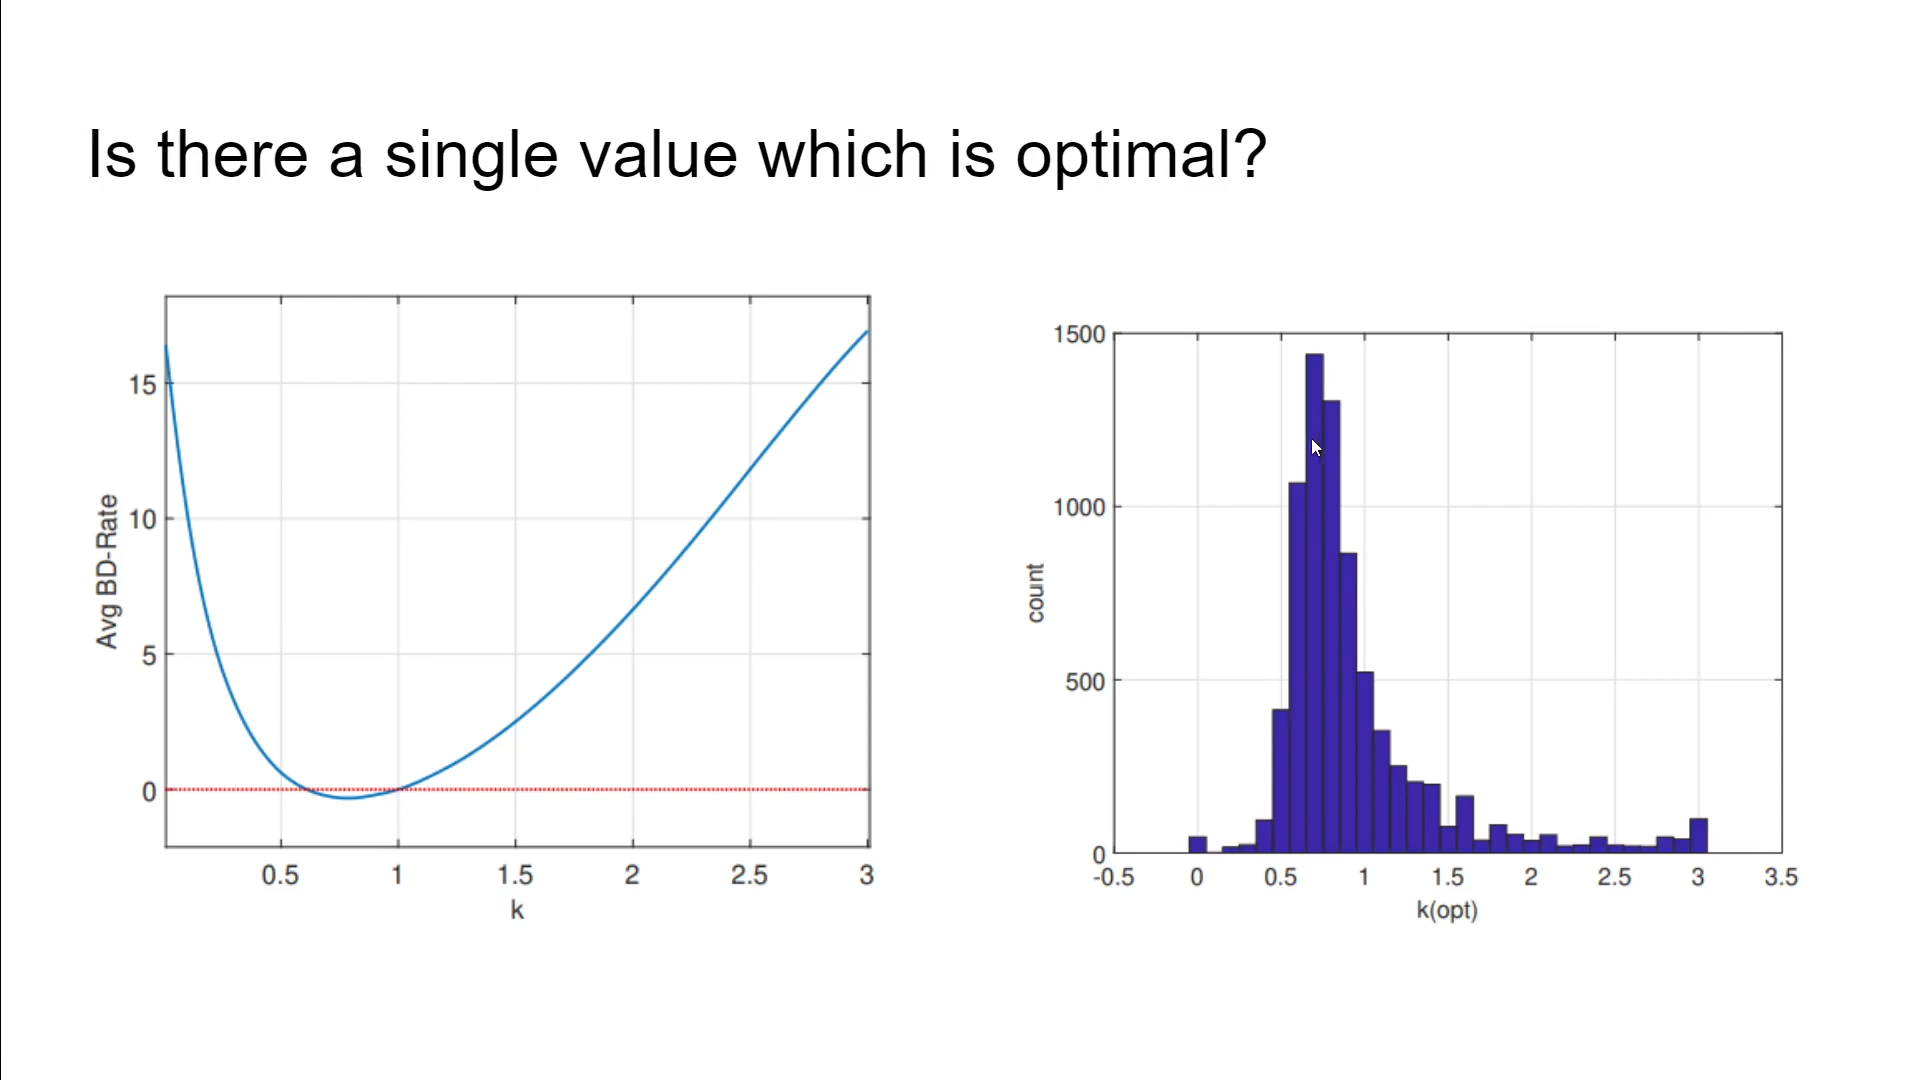 Is there a single value which is optimal?
Avg BD-Rate
15
10
5
0
0.5 1 1.5 2 2.5 3
k
count
1500
1000
500
0
-0.5 0 0.5 1 1.5 2 2.5 3 3.5
k(opt)